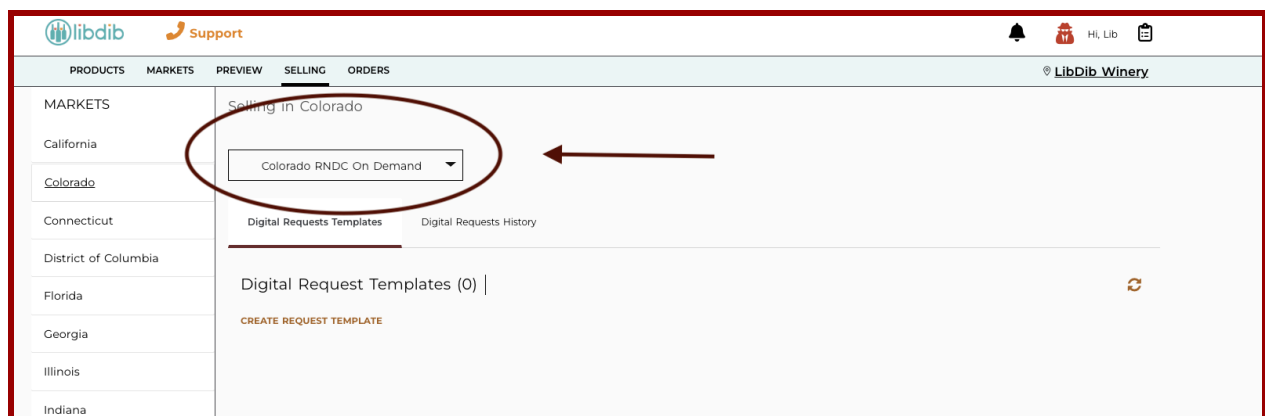 libdib
Support
Hi, Lib
PRODUCTS MARKETS PREVIEW SELLING ORDERS
LibDib Winery
MARKETS
California
Colorado
Connecticut
District of Columbia
Florida
Georgia
Illinois
Indiana
Selling in Colorado
Colorado RNDC On Demand
Digital Requests Templates Digital Requests History
Digital Request Templates (0)
CREATE REQUEST TEMPLATE